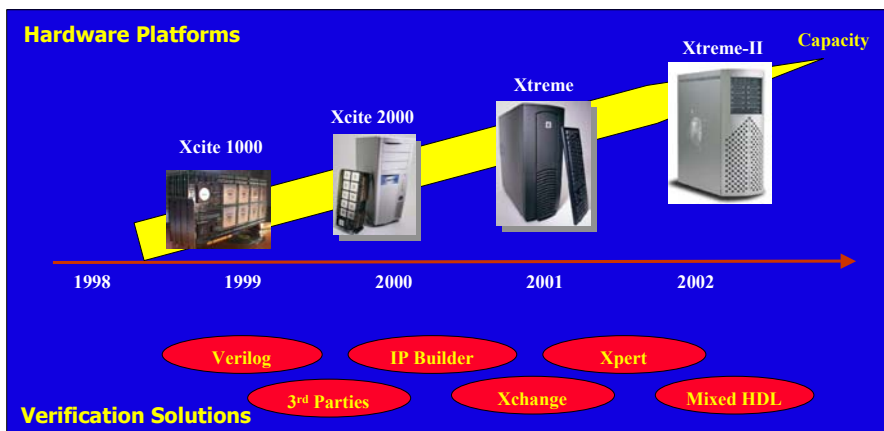 Hardware Platforms
Capacity
Xtreme-II
Xtreme
Xcite 2000
Xcite 1000
1998 1999 2000 2001 2002
Verilog IP Builder Xpert
3rd Parties Xchange Mixed HDL
Verification Solutions